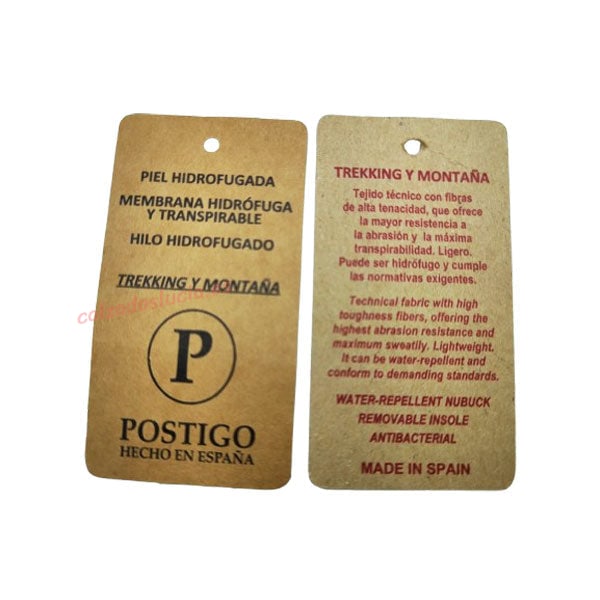 PIEL HIDROFUGADA
MEMBRANA HIDRÓFUGA
Y TRANSPIRABLE
HILO HIDROFUGADO
TREKKING Y MONTAÑA
P
POSTIGO
HECHO EN ESPAÑA
TREKKING Y MONTAÑA
Tejido técnico con fibras
de alta tenacidad, que ofrece
la mayor resistencia a
la abrasión y la máxima
transpirabilidad. Ligero.
Puede ser hidrófugo y cumple
las normativas exigentes.
Technical fabric with high
toughness fibers, offering the
highest abrasion resistance and
maximum sweatily. Lightweight.
It can be water-repellent and
conform to demanding standards.
WATER-REPELLENT NUBUCK
REMOVABLE INSOLE
ANTIBACTERIAL
MADE IN SPAIN